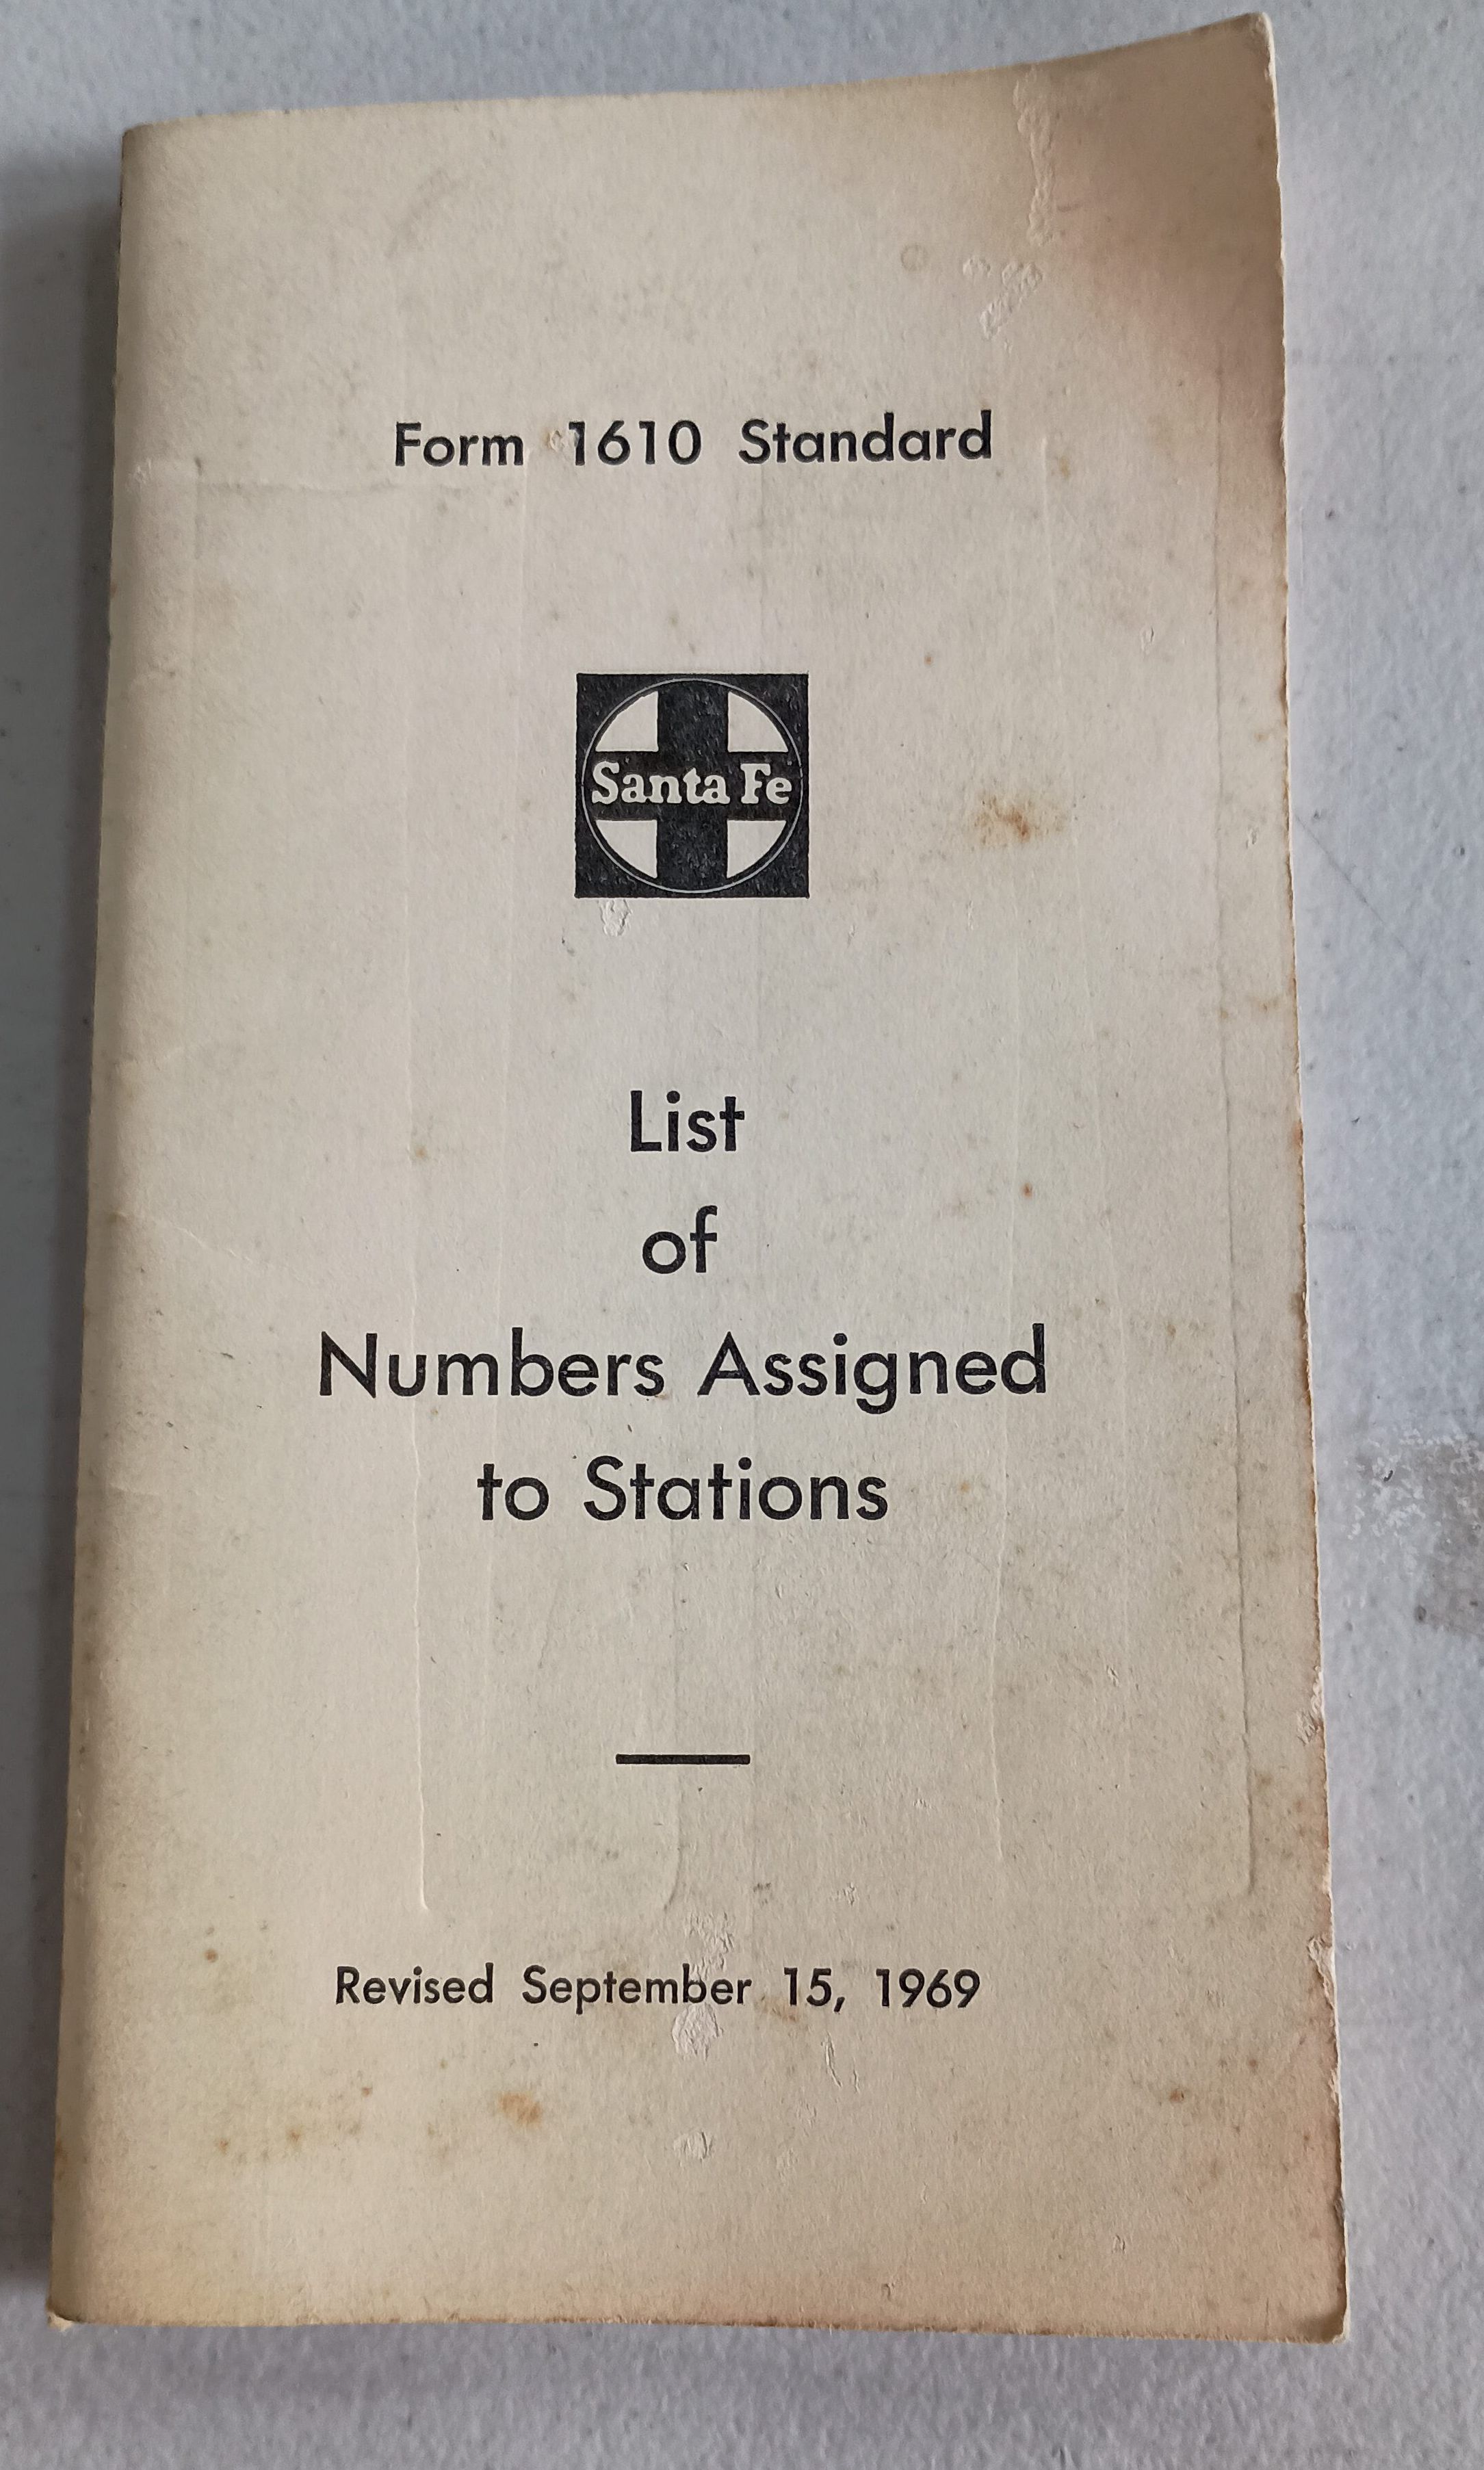 Form 1610 Standard
Santa Fe
List
of
Numbers Assigned
to Stations
Revised September 15, 1969